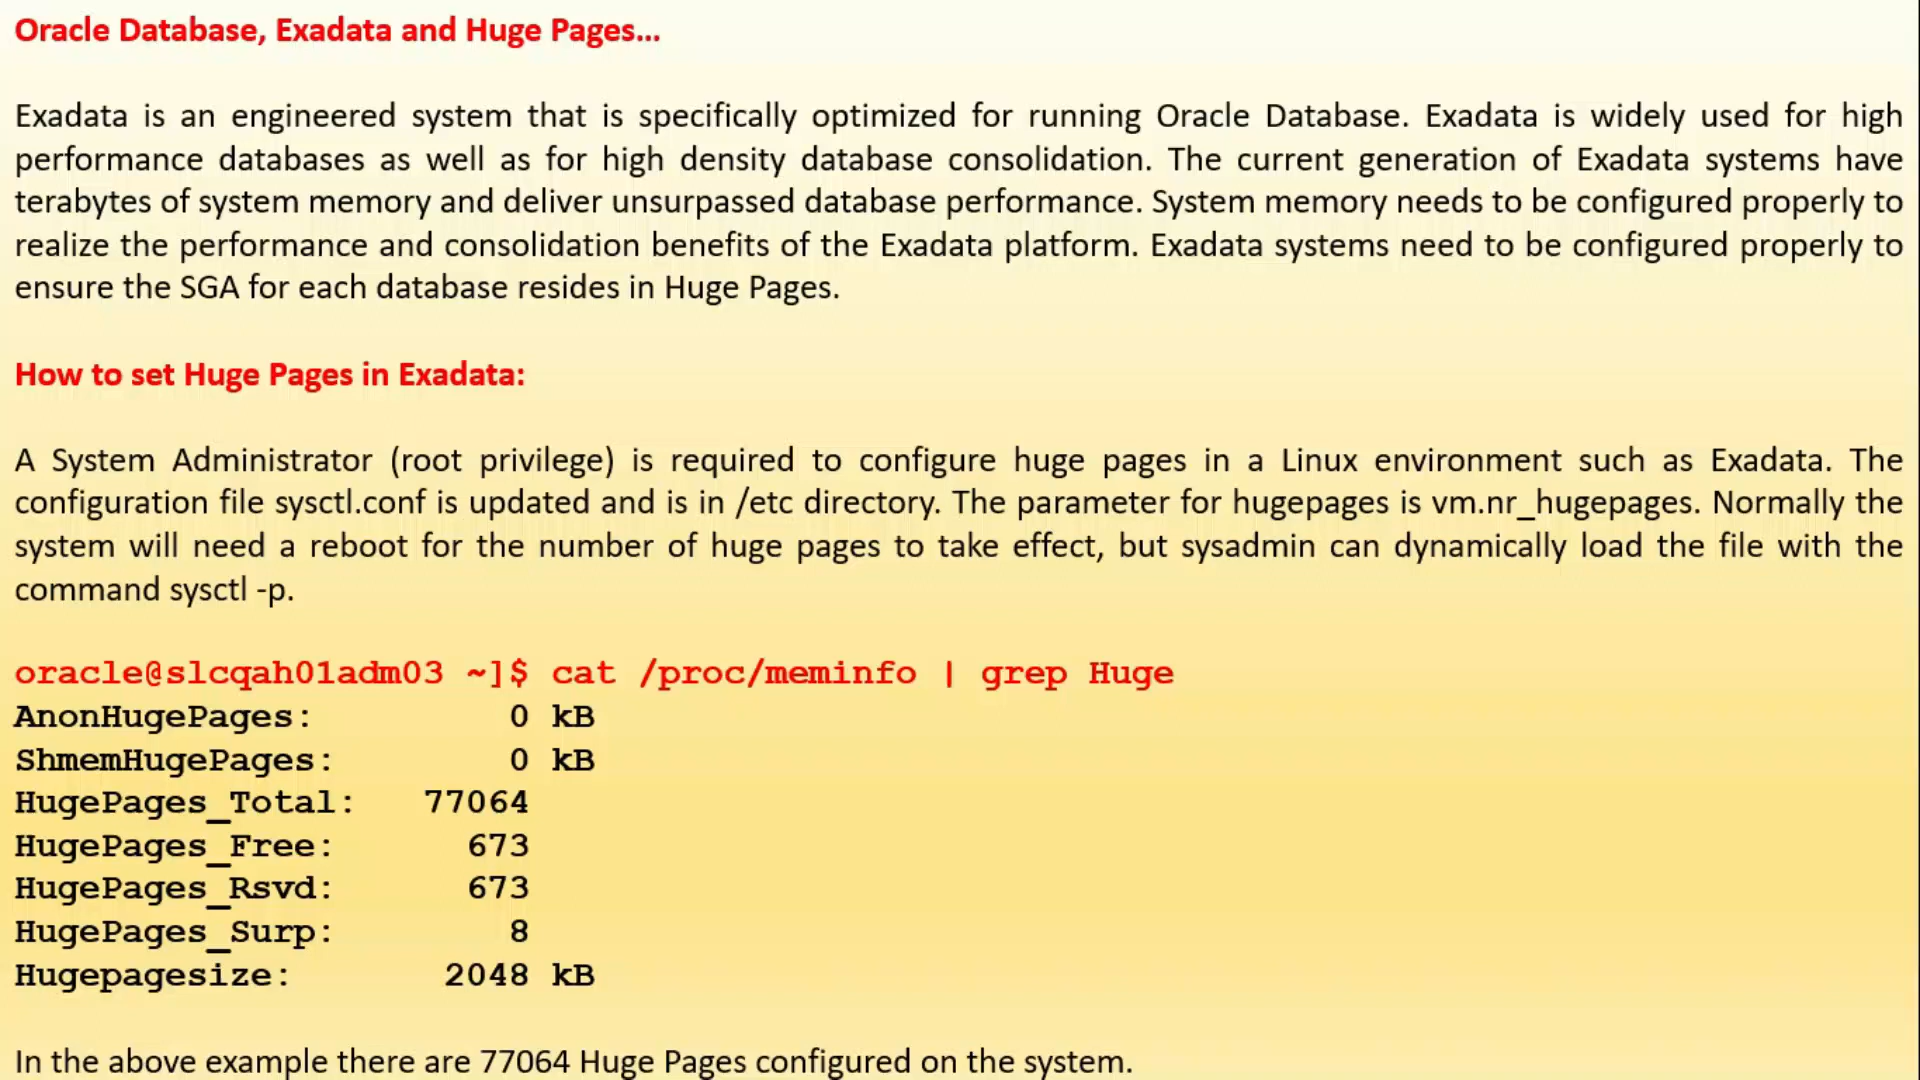 Oracle Database, Exadata and Huge Pages...
Exadata is an engineered system that is specifically optimized for running Oracle Database. Exadata is widely used for high
performance databases as well as for high density database consolidation. The current generation of Exadata systems have
terabytes of system memory and deliver unsurpassed database performance. System memory needs to be configured properly to
realize the performance and consolidation benefits of the Exadata platform. Exadata systems need to be configured properly to
ensure the SGA for each database resides in Huge Pages.
How to set Huge Pages in Exadata:
A System Administrator (root privilege) is required to configure huge pages in a Linux environment such as Exadata. The
configuration file sysctl.conf is updated and is in /etc directory. The parameter for hugepages is vm.nr_hugepages. Normally the
system will need a reboot for the number of huge pages to take effect, but sysadmin can dynamically load the file with the
command sysctl -p.
oracle@slcqah01adm03 ~]$ cat /proc/meminfo | grep Huge
AnonHugePages: 0 kB
ShmemHugePages: 0 kB
HugePages_Total: 77064
HugePages_Free: 673
HugePages_Rsvd: 673
HugePages_Surp: 8
Hugepagesize: 2048 kB
In the above example there are 77064 Huge Pages configured on the system.